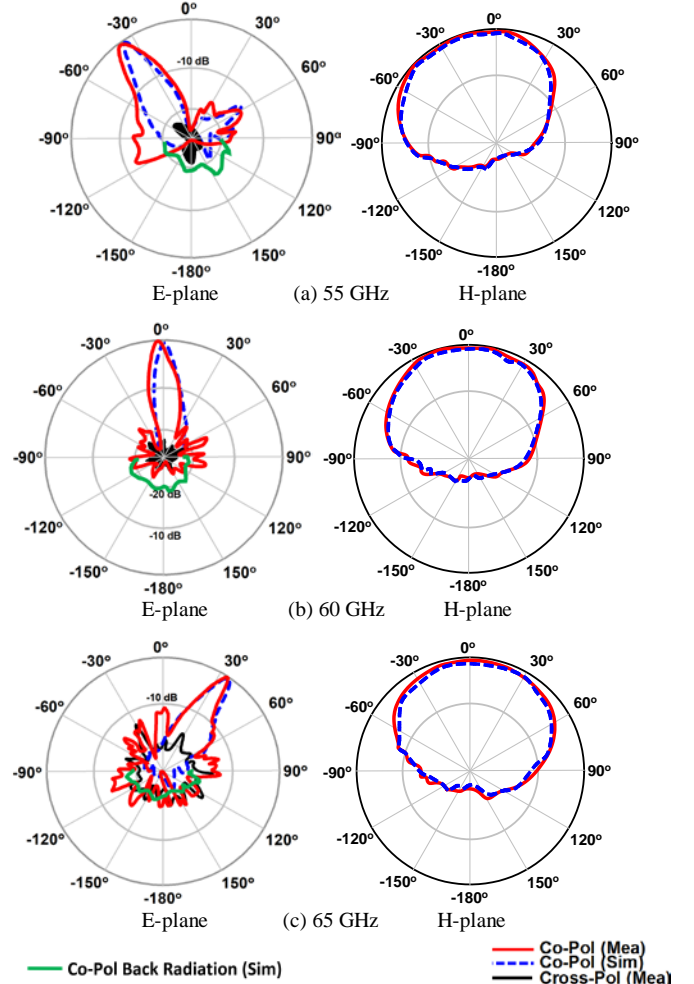 0º 0º
-30º 30º -30º 30º
-10 dB
-60º 60º -60º 60º
-90º 90º -90º 90º
-120º 120º -120º 120º
-150º 150º -150º 150º
-180º -180º
E-plane (a) 55 GHz H-plane
0º 0º
-30º 30º -30º 30º
-60º 60º -60º 60º
-90º 90º -90º 90º
-20 dB
-120º 120º -120º 120º
-10 dB
-150º 150º -150º 150º
-180º -180º
E-plane (b) 60 GHz H-plane
0º 0º
-30º 30º -30º 30º
-10 dB
-60º 60º -60º 60º
-90º 90º -90º 90º
-120º 120º -120º 120º
-150º 150º -150º 150º
-180º -180º
E-plane (c) 65 GHz H-plane
Co-Pol Back Radiation (Sim)
Co-Pol (Mea)
Co-Pol (Sim)
Cross-Pol (Mea)